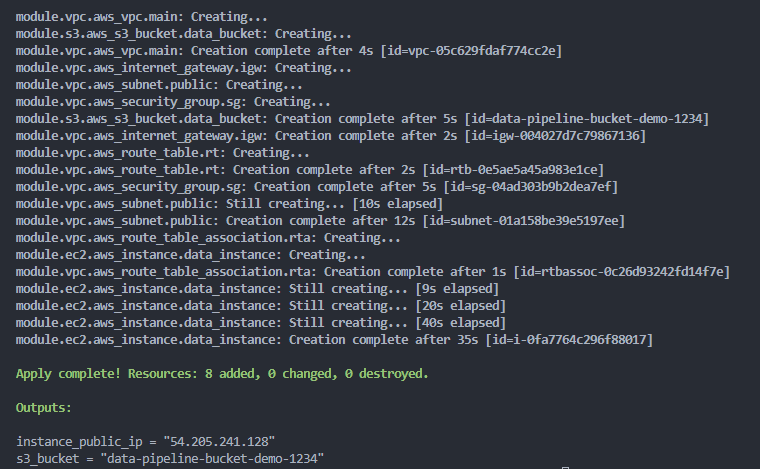 module.vpc.aws_vpc.main: Creating...
module.s3.aws_s3_bucket.data_bucket: Creating...
module.vpc.aws_vpc.main: Creation complete after 4s [id=vpc-05c629fdaf774cc2e]
module.vpc.aws_internet_gateway.igw: Creating...
module.vpc.aws_subnet.public: Creating...
module.vpc.aws_security_group.sg: Creating...
module.s3.aws_s3_bucket.data_bucket: Creation complete after 5s [id=data-pipeline-bucket-demo-1234]
module.vpc.aws_internet_gateway.igw: Creation complete after 2s [id=igw-004027d7c79867136]
module.vpc.aws_route_table.rt: Creating...
module.vpc.aws_route_table.rt: Creation complete after 2s [id=rtb-0e5ae5a45a983e1ce]
module.vpc.aws_security_group.sg: Creation complete after 5s [id=sg-04ad303b9b2dea7ef]
module.vpc.aws_subnet.public: Still creating... [10s elapsed]
module.vpc.aws_subnet.public: Creation complete after 12s [id=subnet-01a158be39e5197ee]
module.vpc.aws_route_table_association.rta: Creating...
module.ec2.aws_instance.data_instance: Creating...
module.vpc.aws_route_table_association.rta: Creation complete after 1s [id=rtbassoc-0c26d93242fd14f7e]
module.ec2.aws_instance.data_instance: Still creating... [9s elapsed]
module.ec2.aws_instance.data_instance: Still creating... [20s elapsed]
module.ec2.aws_instance.data_instance: Still creating... [40s elapsed]
module.ec2.aws_instance.data_instance: Creation complete after 35s [id=i-0fa7764c296f88017]
Apply complete! Resources: 8 added, 0 changed, 0 destroyed.
Outputs:
instance_public_ip = "54.205.241.128"
s3_bucket = "data-pipeline-bucket-demo-1234"